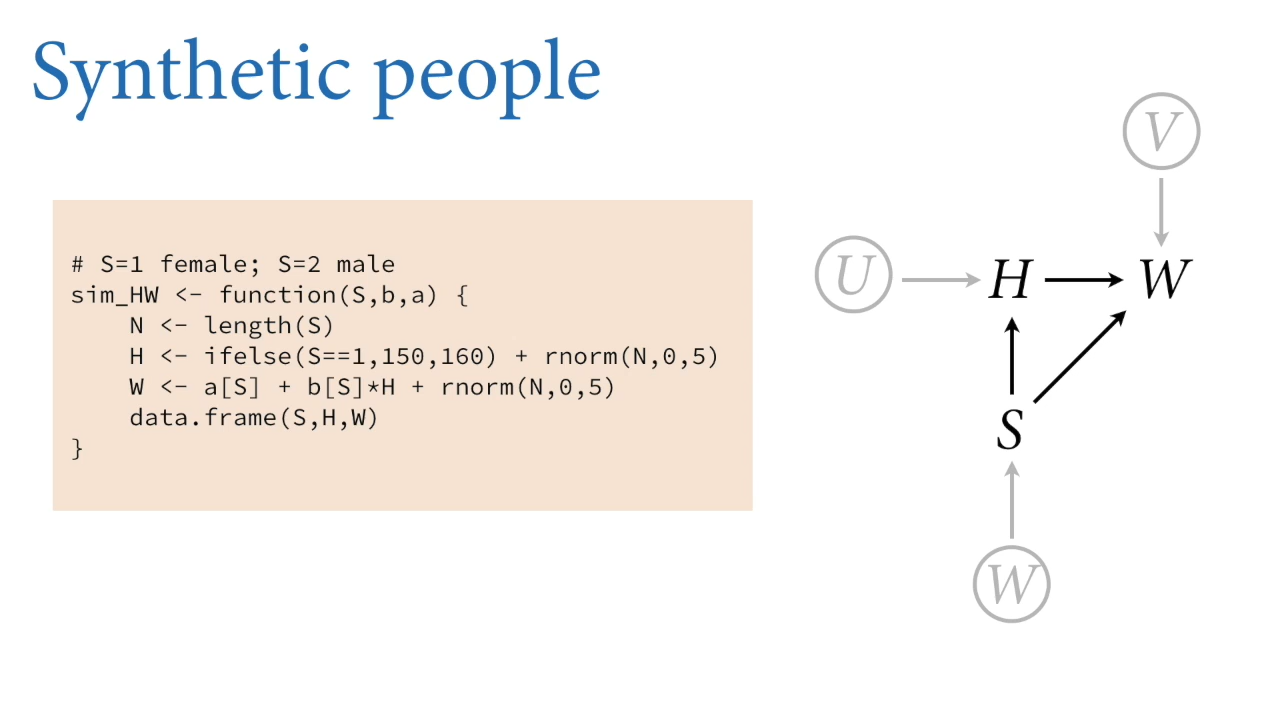 Synthetic people
# S=1 female; S=2 male
sim_HW <- function(S,b,a) {
    N <- length(S)
    H <- ifelse(S==1,150,160) + rnorm(N,0,5)
    W <- a[S] + b[S]*H + rnorm(N,0,5)
    data.frame(S,H,W)
}
V
U H W
S
W